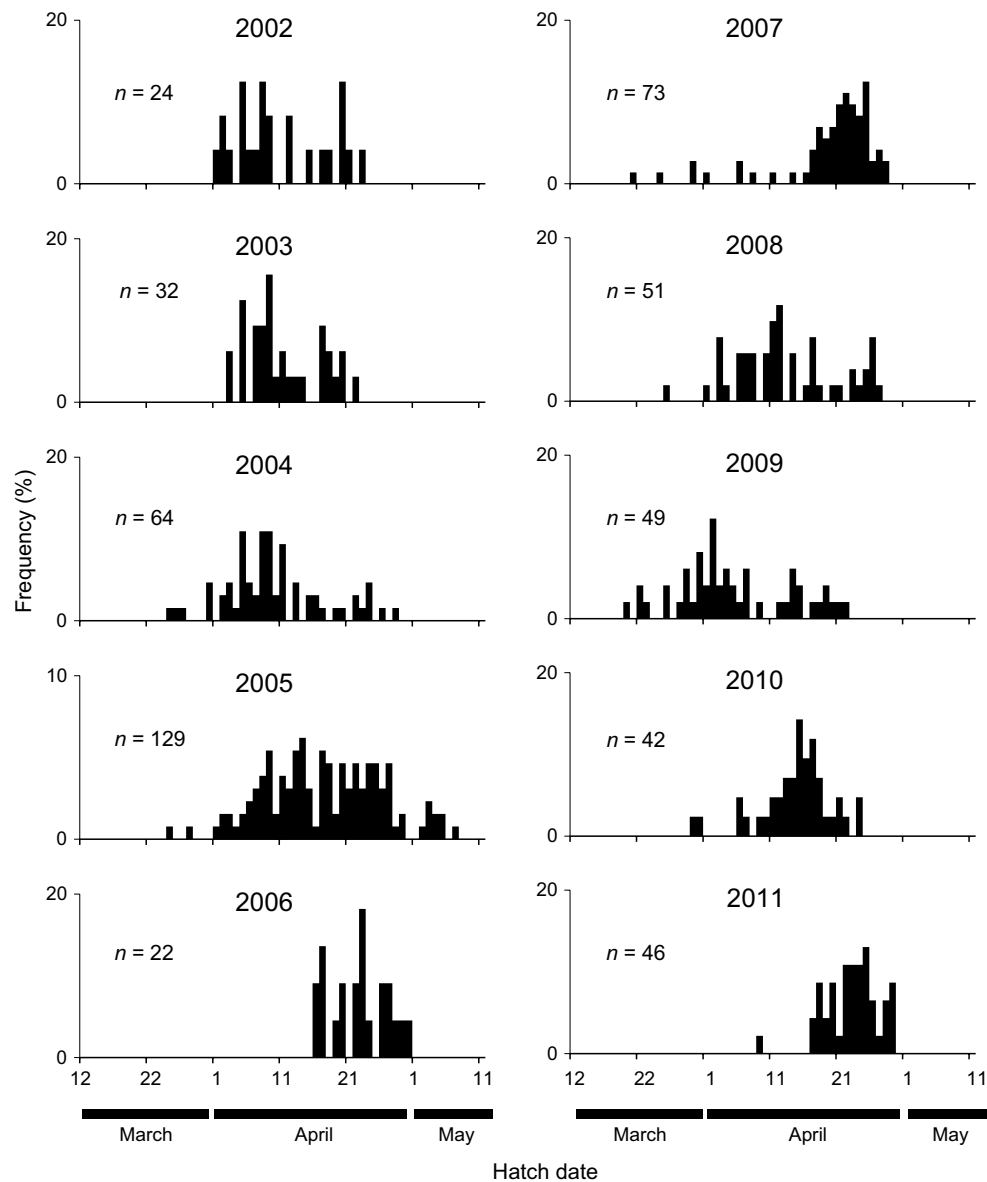 Frequency (%)
2002
n = 24
20
0
2003
n = 32
20
0
2004
n = 64
20
0
2005
n = 129
10
0
2006
n = 22
20
0
12 22 1 11 21 1 11
March April May
2007
n = 73
20
0
2008
n = 51
20
0
2009
n = 49
20
0
2010
n = 42
20
0
2011
n = 46
20
0
12 22 1 11 21 1 11
March April May
Hatch date